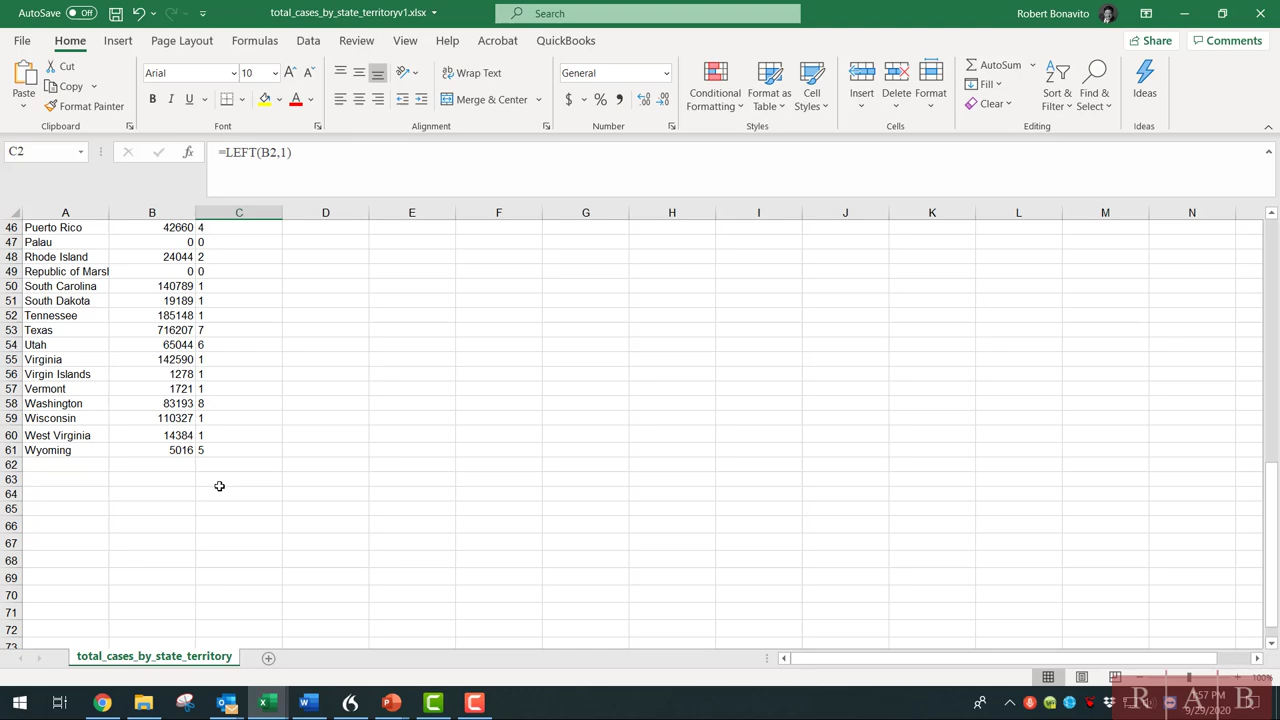 AutoSave Off total_cases_by_state_territoryv1.xlsx Search Robert Bonavito
File Home Insert Page Layout Formulas Data Review View Help Acrobat QuickBooks Share Comments
Paste Cut Copy Format Painter
Clipboard
Arial 10 A A
B I U A
Font
Wrap Text
Merge & Center
Alignment
General
$ %
Number
Conditional Formatting Format as Table Cell Styles
Styles
Insert Delete Format
Cells
AutoSum Fill Clear Sort & Filter Find & Select
Editing
Ideas
Ideas
C2 fx =LEFT(B2,1)
A B C D E F G H I J K L M N
46 Puerto Rico 42660 4
47 Palau 0 0
48 Rhode Island 24044 2
49 Republic of Marsh 0 0
50 South Carolina 140789 1
51 South Dakota 19189 1
52 Tennessee 185148 1
53 Texas 716207 7
54 Utah 65044 6
55 Virginia 142590 1
56 Virgin Islands 1278 1
57 Vermont 1721 1
58 Washington 83193 8
59 Wisconsin 110327 1
60 West Virginia 14384 1
61 Wyoming 5016 5
62
63
64
65
66
67
68
69
70
71
72
73
total_cases_by_state_territory
100%
R A B
:57 PM
9/29/2020